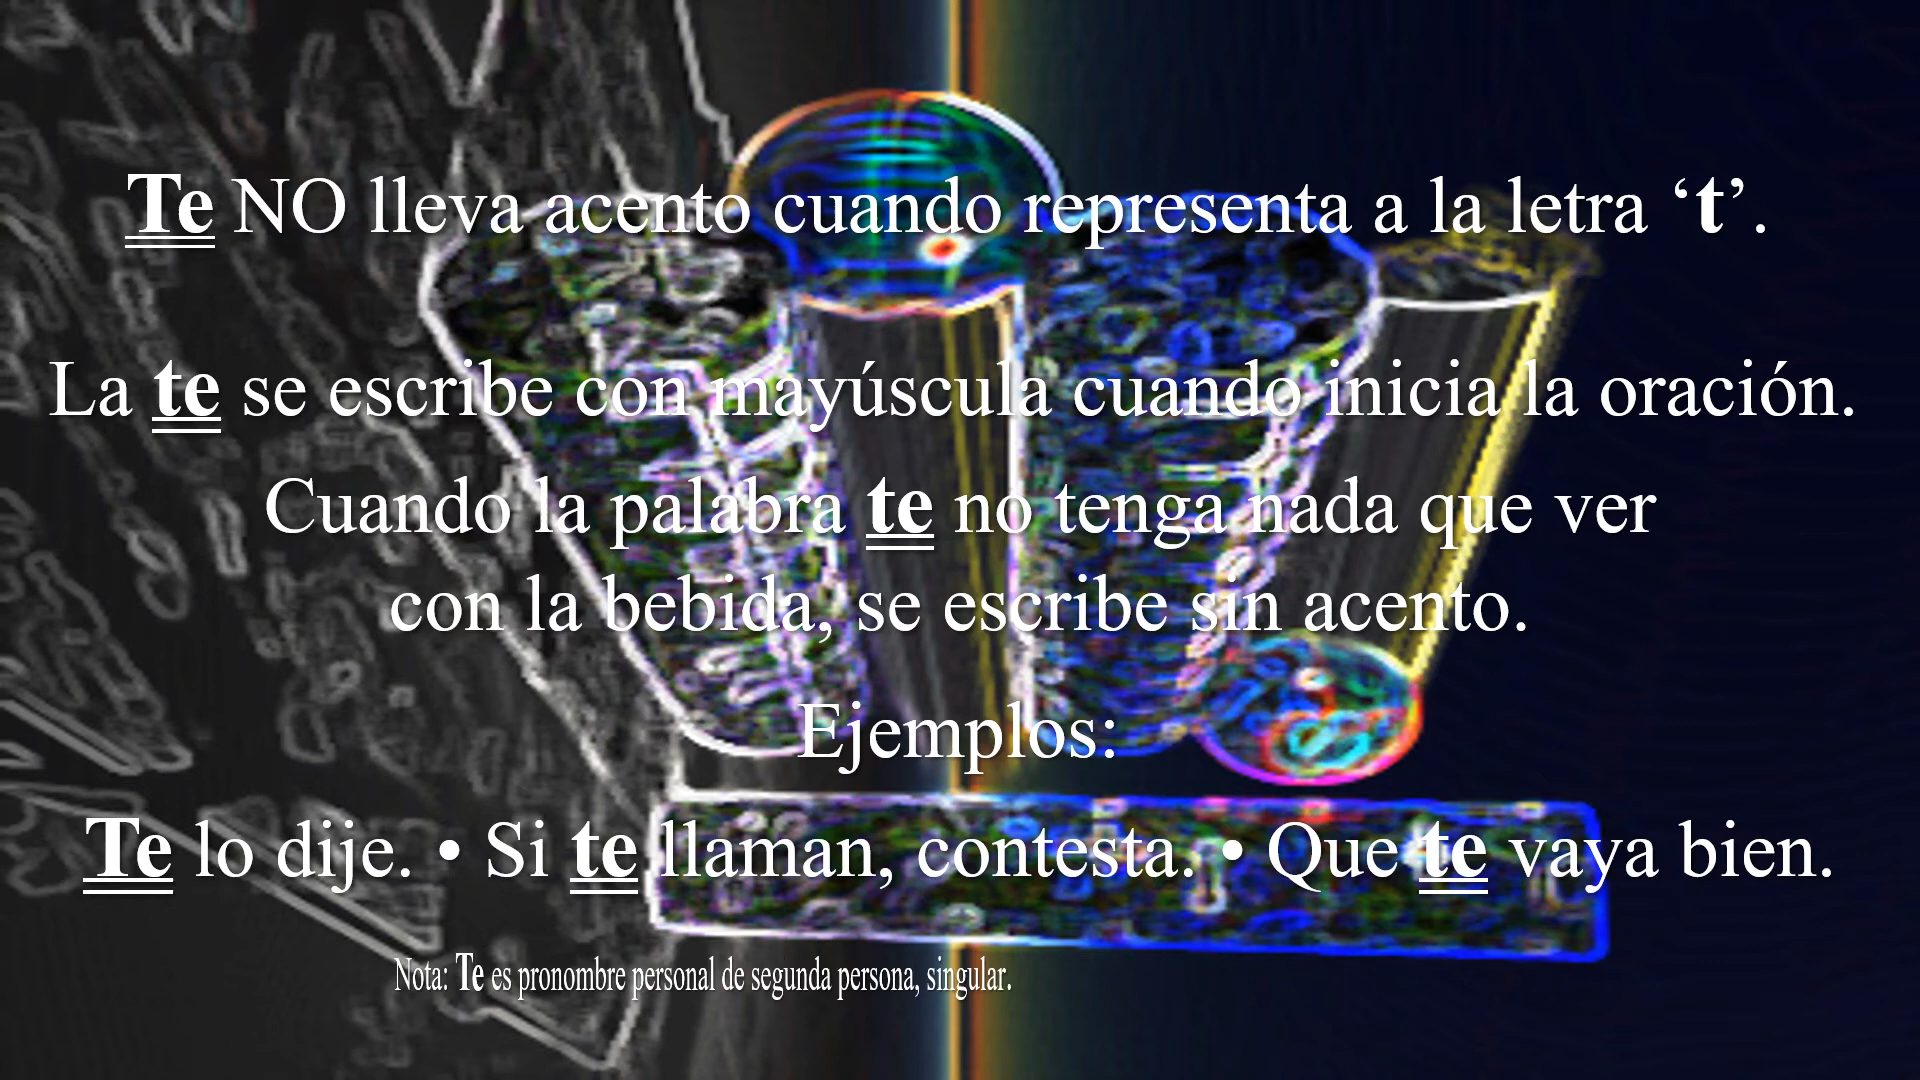 Te NO lleva acento cuando representa a la letra ‘t’.
La te se escribe con mayúscula cuando inicia la oración.
Cuando la palabra te no tenga nada que ver
con la bebida, se escribe sin acento.
Ejemplos:
Te lo dije. • Si te llaman, contesta. • Que te vaya bien.
Nota: Te es pronombre personal de segunda persona, singular.